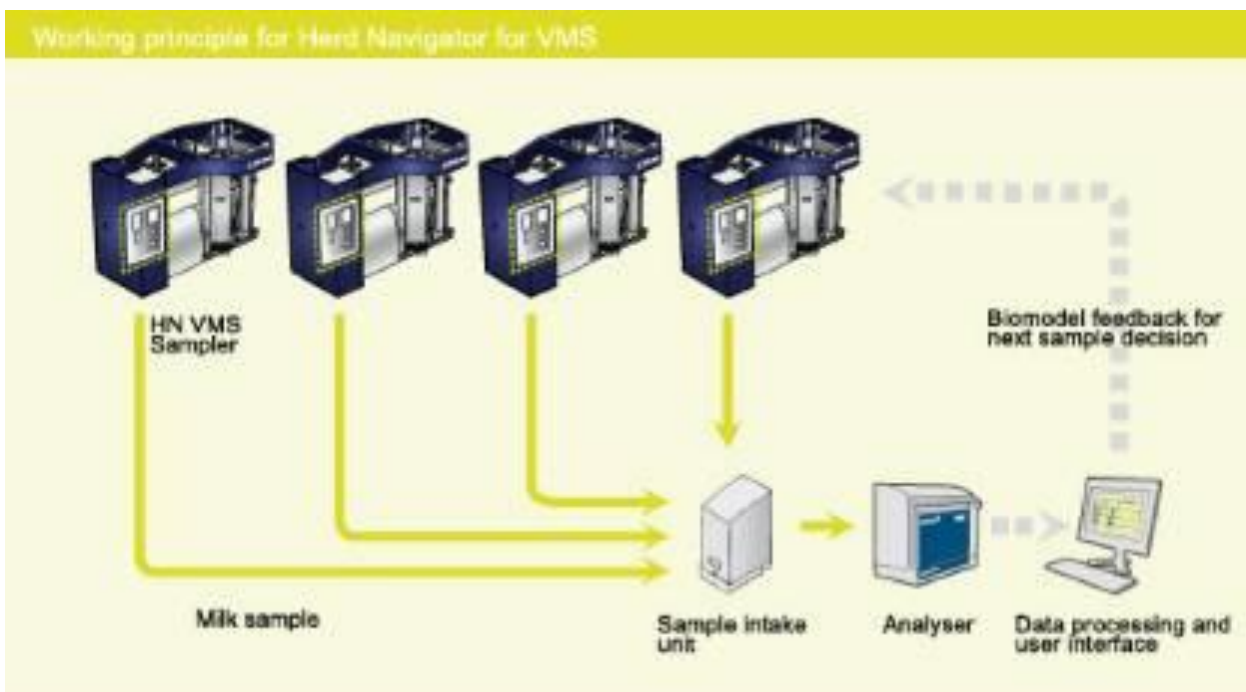 Working principle for Herd Navigator for VMS
HN VMS
Sampler
Biomodel feedback for
next sample decision
Milk sample
Sample intake
unit
Analyser
Data processing and
user interface